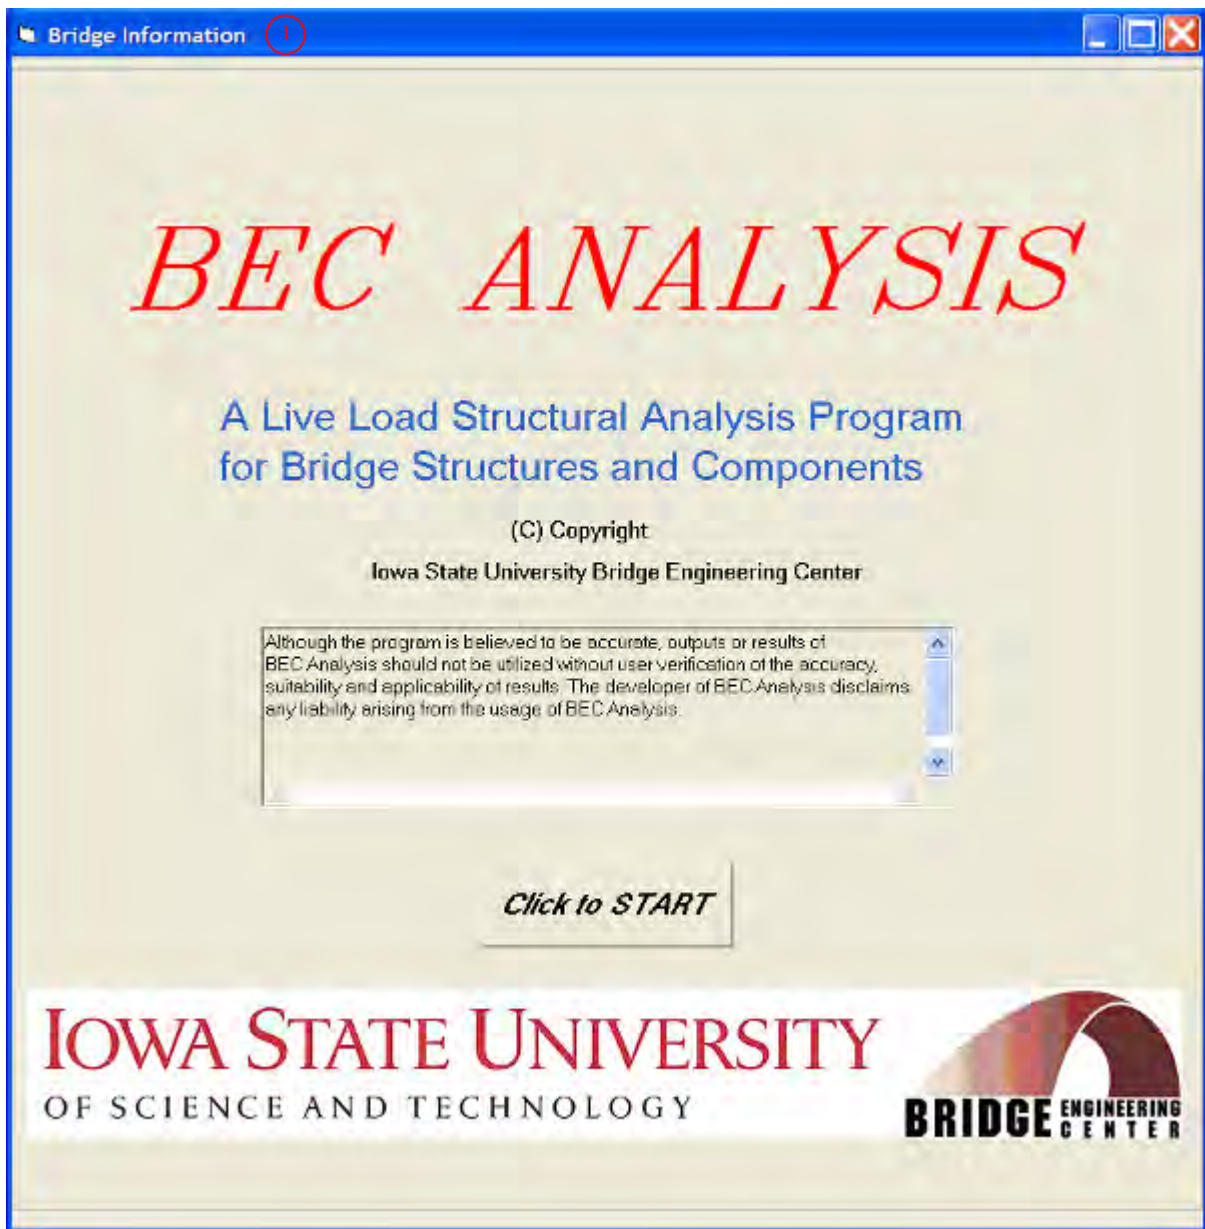 Bridge Information 1
BEC ANALYSIS
A Live Load Structural Analysis Program
for Bridge Structures and Components
(C) Copyright
Iowa State University Bridge Engineering Center
Although the program is believed to be accurate, outputs or results of
BEC Analysis should not be utilized without user verification of the accuracy,
suitability and applicability of results. The developer of BEC Analysis disclaims
any liability arising from the usage of BEC Analysis.
Click to START
IOWA STATE UNIVERSITY
OF SCIENCE AND TECHNOLOGY
BRIDGE ENGINEERING
CENTER